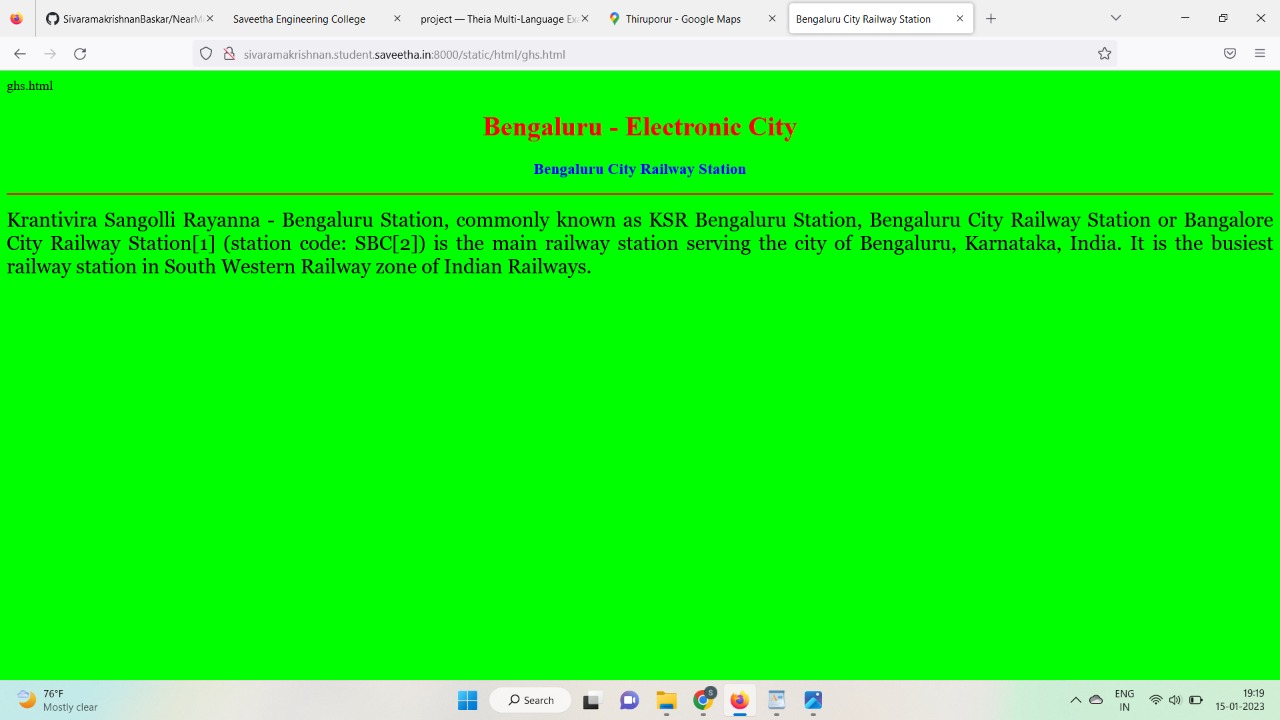 SivaramakrishnanBaskar/NearM
Saveetha Engineering College
project — Theia Multi-Language Ex
Thiruporur - Google Maps
Bengaluru City Railway Station
sivaramakrishnan.student.saveetha.in:8000/static/html/ghs.html
ghs.html
Bengaluru - Electronic City
Bengaluru City Railway Station
Krantivira Sangolli Rayanna - Bengaluru Station, commonly known as KSR Bengaluru Station, Bengaluru City Railway Station or Bangalore
City Railway Station[1] (station code: SBC[2]) is the main railway station serving the city of Bengaluru, Karnataka, India. It is the busiest
railway station in South Western Railway zone of Indian Railways.
76°F
Mostly clear
Search
S
ENG
IN
19:19
15-01-2023